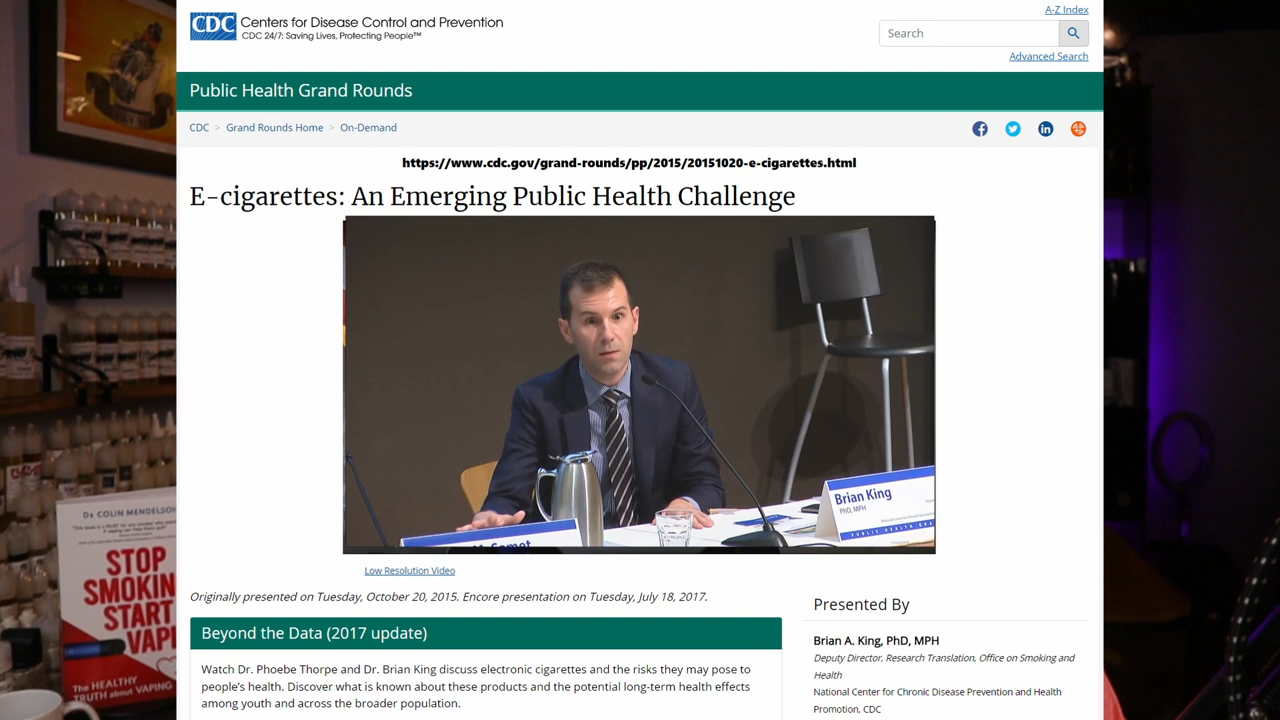 CDC
Centers for Disease Control and Prevention
CDC 24/7: Saving Lives, Protecting People™
A-Z Index
Search
Advanced Search
Public Health Grand Rounds
CDC > Grand Rounds Home > On-Demand
https://www.cdc.gov/grand-rounds/pp/2015/20151020-e-cigarettes.html
E-cigarettes: An Emerging Public Health Challenge
Brian King
PhD, MPH
Low Resolution Video
Originally presented on Tuesday, October 20, 2015. Encore presentation on Tuesday, July 18, 2017.
Beyond the Data (2017 update)
Watch Dr. Phoebe Thorpe and Dr. Brian King discuss electronic cigarettes and the risks they may pose to
people's health. Discover what is known about these products and the potential long-term health effects
among youth and across the broader population.
Presented By
Brian A. King, PhD, MPH
Deputy Director, Research Translation, Office on Smoking and
Health
National Center for Chronic Disease Prevention and Health
Promotion, CDC
Dr COLIN MENDELSOH
STOP
SMOKIN
START
VAPI
The HEALTHY
TRUTH about VAPING